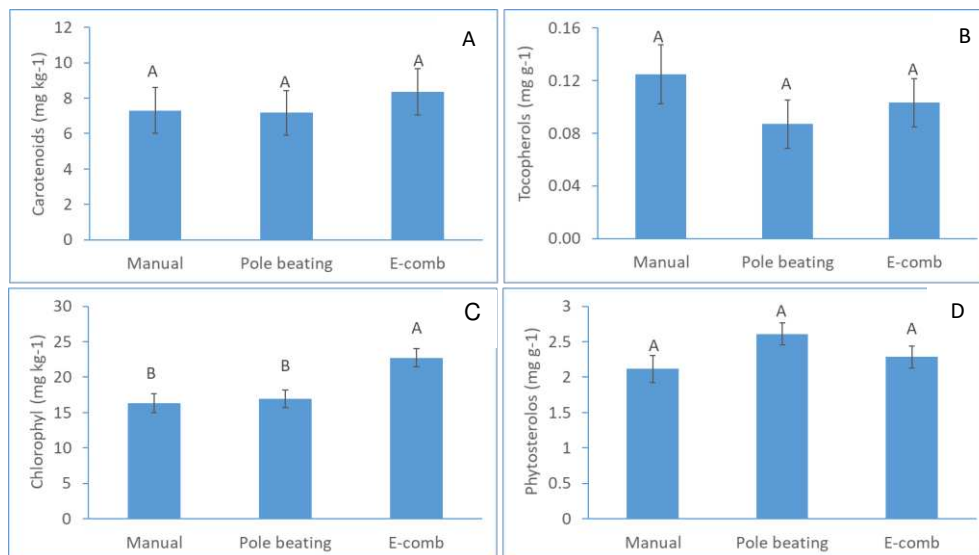 A
Carotenoids (mg kg-1)
12
10
8
6
4
2
0
A
A
A
Manual
Pole beating
E-comb
B
Tocopherols (mg g-1)
0.16
0.12
0.08
0.04
0.00
A
A
A
Manual
Pole beating
E-comb
C
Chlorophyl (mg kg-1)
30
25
20
15
10
5
0
B
B
A
Manual
Pole beating
E-comb
D
Phytosterolos (mg g-1)
3
2.5
2
1.5
1
0.5
0
A
A
A
Manual
Pole beating
E-comb